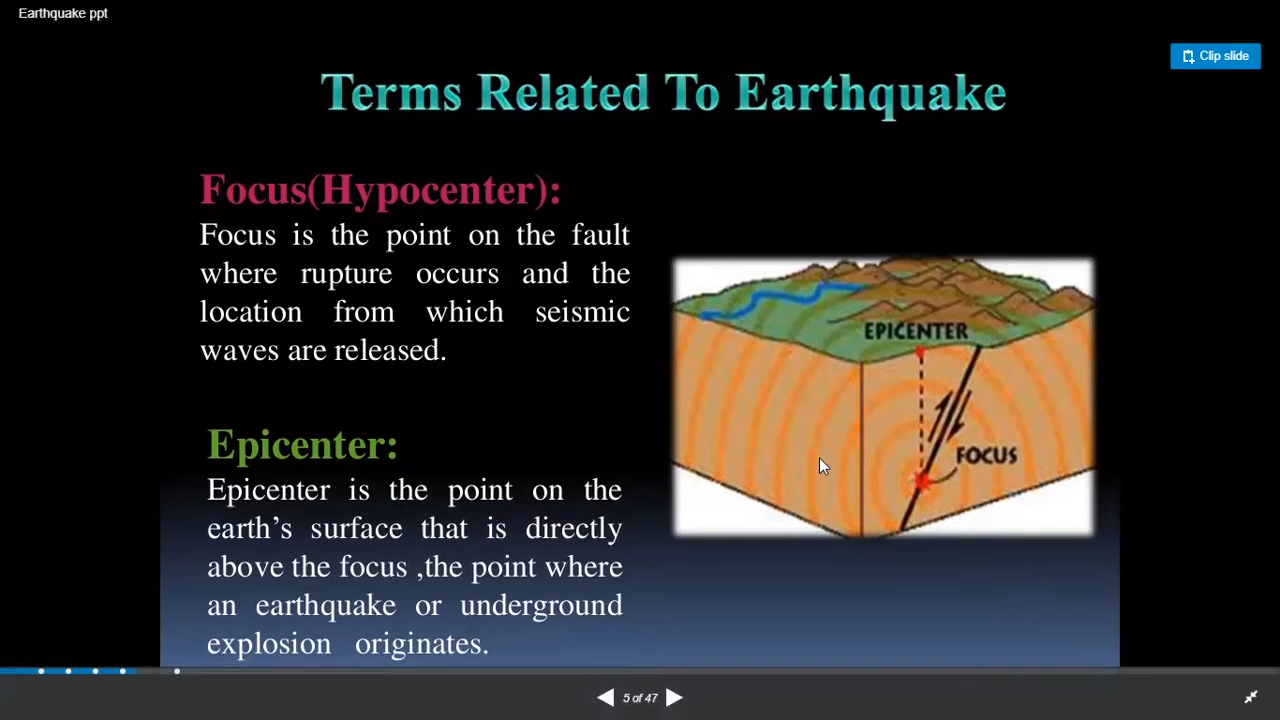 Earthquake ppt
Clip slide
Terms Related To Earthquake
Focus(Hypocenter):
Focus is the point on the fault
where rupture occurs and the
location from which seismic
waves are released.
Epicenter:
Epicenter is the point on the
earth's surface that is directly
above the focus ,the point where
an earthquake or underground
explosion originates.
EPICENTER
FOCUS
5 of 47